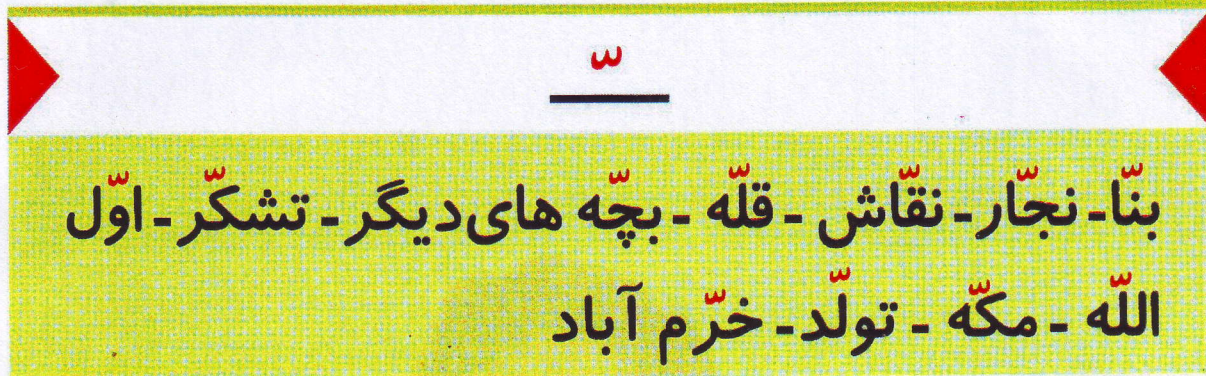 ـّ
بنّا ـ نجّار ـ نقّاش ـ قلّه ـ بچّه های دیگر ـ تشکّر ـ اوّل
اللّه ـ مکّه ـ تولّد ـ خرّم آباد